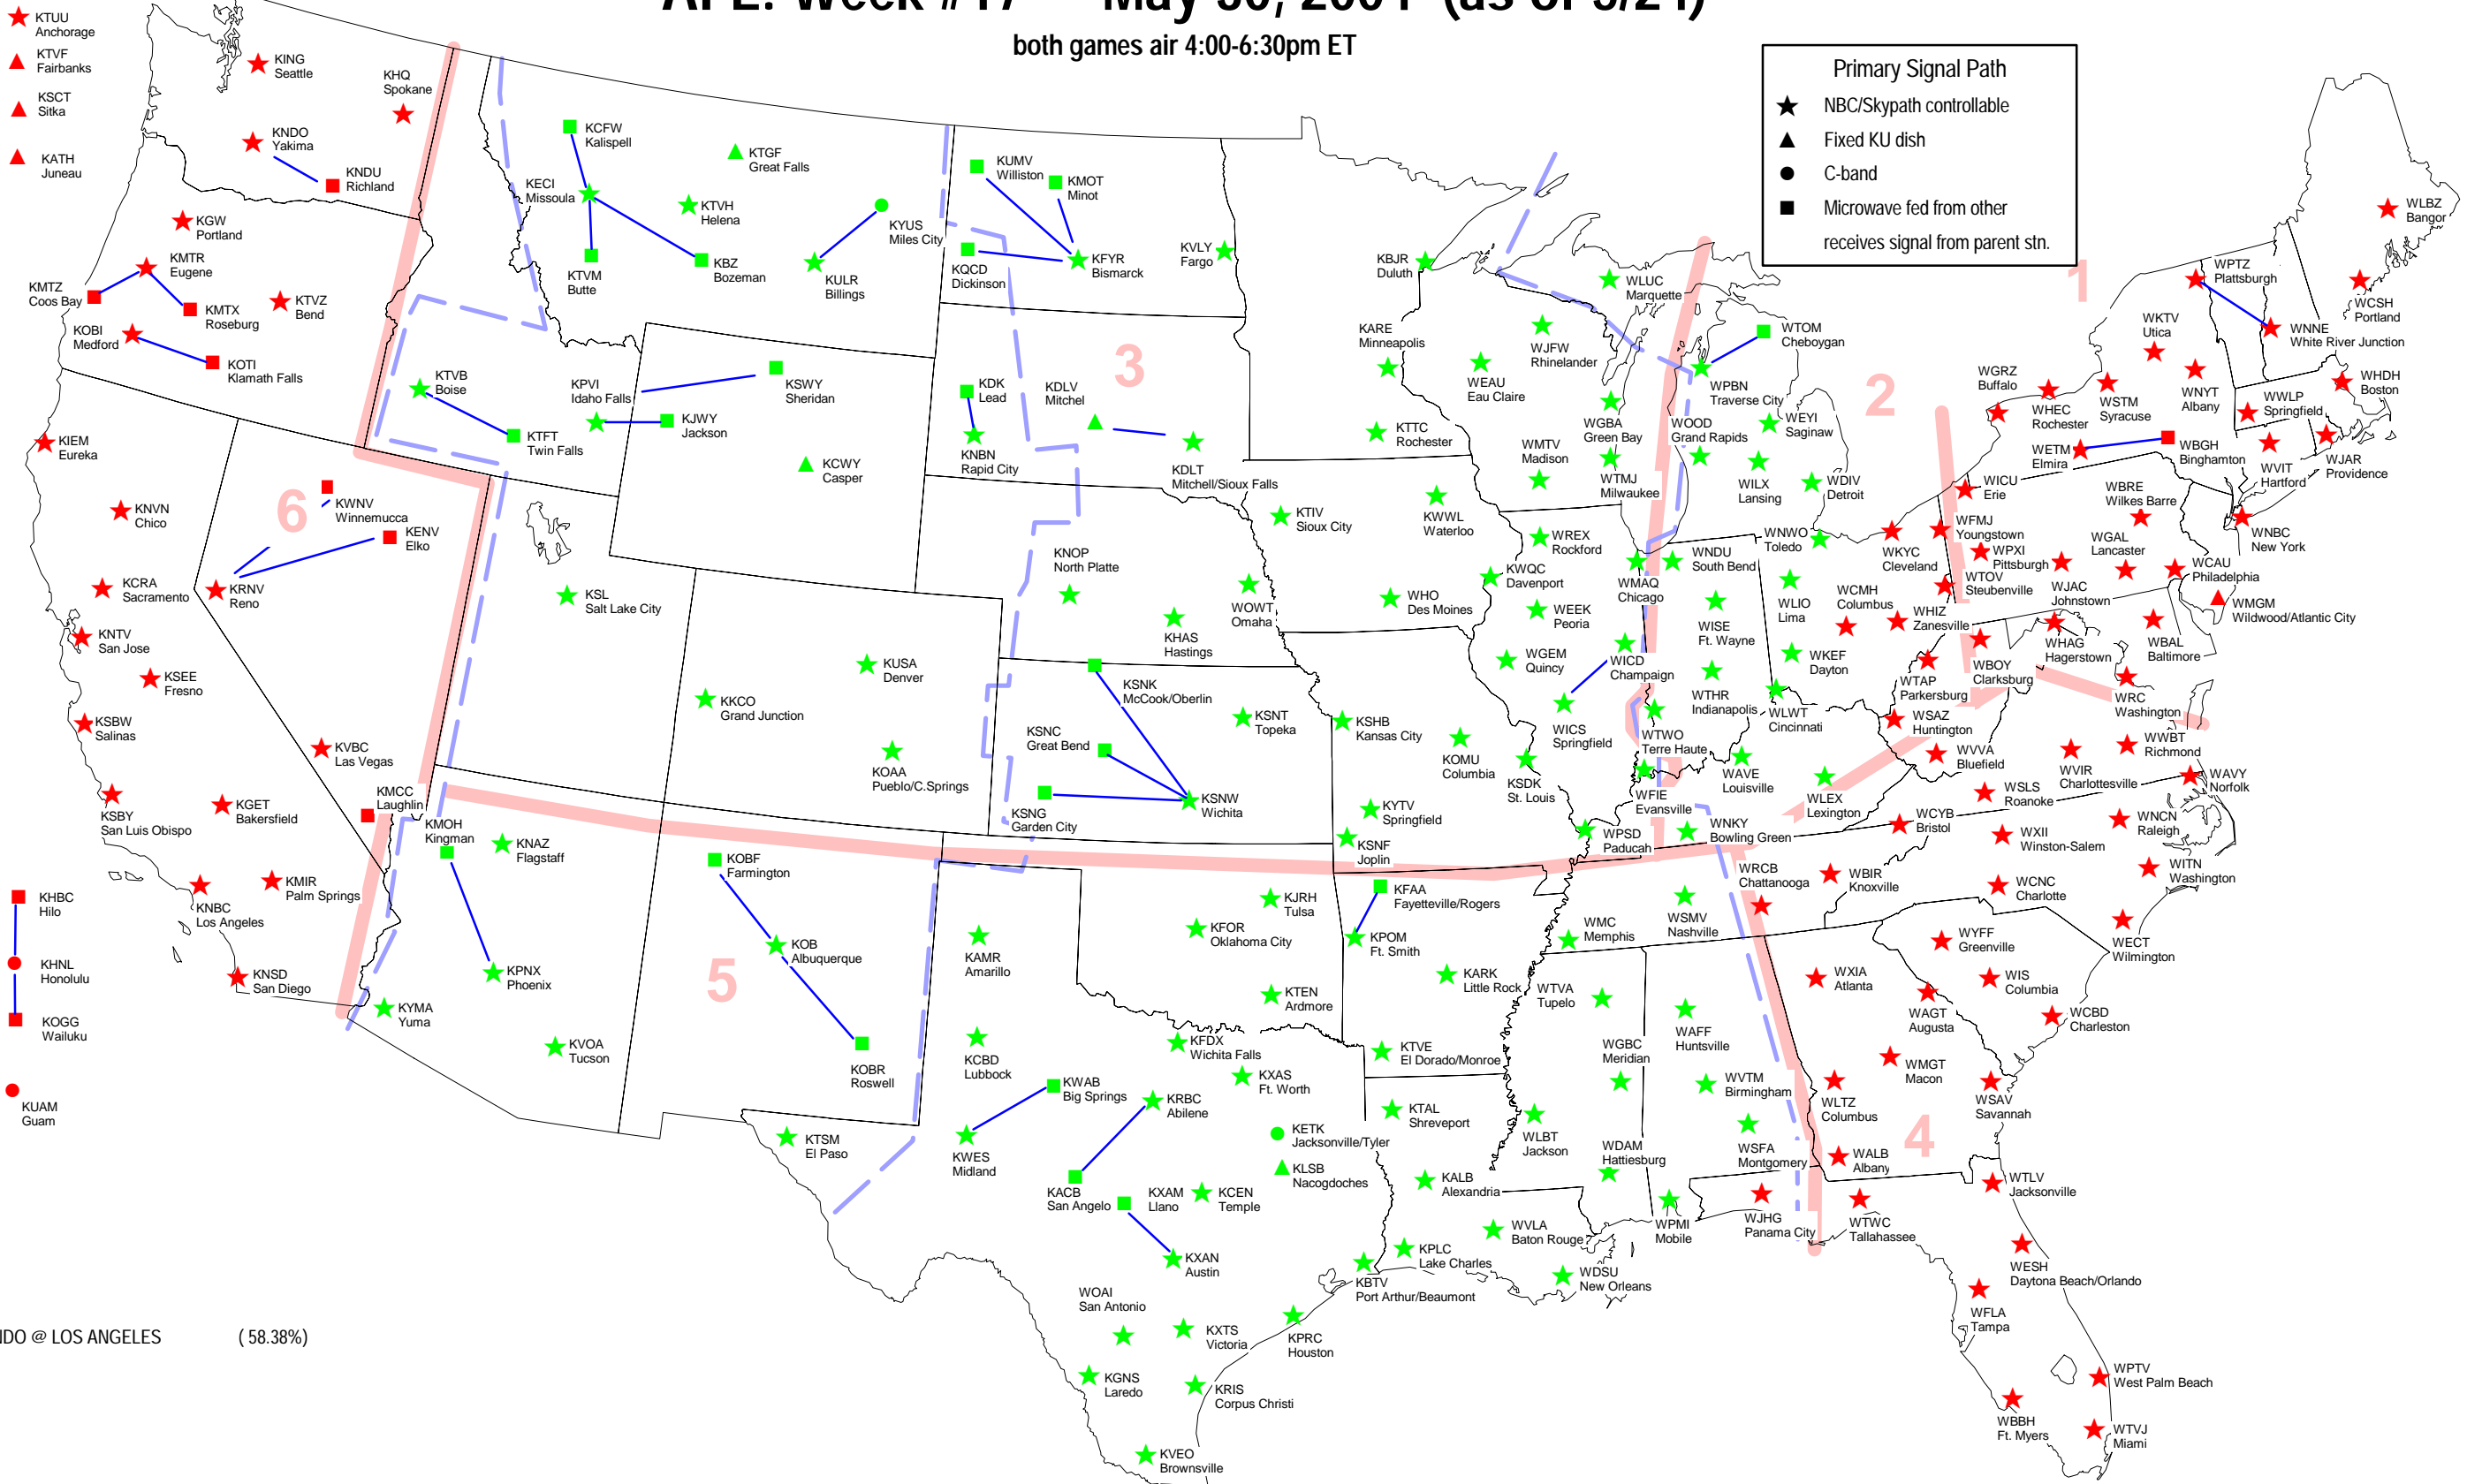 AFL: Week #17 May 30, 2004 (as of 5/24)
both games air 4:00-6:30pm ET
Primary Signal Path
NBC/Skypath controllable
Fixed KU dish
C-band
Microwave fed from other
receives signal from parent stn.
KTUU
Anchorage
KTVF
Fairbanks
KSCT
Sitka
KATH
Juneau
KING
Seattle
KHQ
Spokane
KNDO
Yakima
KNDU
Richland
KGW
Portland
KMTR
Eugene
KMTZ
Coos Bay
KMTX
Roseburg
KTVZ
Bend
KOBI
Medford
KOTI
Klamath Falls
KIEM
Eureka
KNVN
Chico
KCRA
Sacramento
KNTV
San Jose
KSEE
Fresno
KSBW
Salinas
KSBY
San Luis Obispo
KGET
Bakersfield
KNBC
Los Angeles
KMIR
Palm Springs
KNSD
San Diego
6
KWNV
Winnemucca
KENV
Elko
KRNV
Reno
KVBC
Las Vegas
KMCC
Laughlin
KHBC
Hilo
KHNL
Honolulu
KOGG
Wailuku
KUAM
Guam
NDO @ LOS ANGELES (58.38%)
KCFW
Kalispell
KTGF
Great Falls
KECI
Missoula
KTVH
Helena
KYUS
Miles City
KTVM
Butte
KBZ
Bozeman
KULR
Billings
KTVB
Boise
KTFT
Twin Falls
KPVI
Idaho Falls
KSWY
Sheridan
KJWY
Jackson
KCWY
Casper
KSL
Salt Lake City
KUSA
Denver
KKCO
Grand Junction
KOAA
Pueblo/C.Springs
KUMV
Williston
KMOT
Minot
KQCD
Dickinson
KFYR
Bismarck
KVLY
Fargo
3
KDK
Lead
KDLV
Mitchel
KNBN
Rapid City
KDLT
Mitchell/Sioux Falls
KNOP
North Platte
KHAS
Hastings
WOWT
Omaha
KSNK
McCook/Oberlin
KSNC
Great Bend
KSNT
Topeka
KSNG
Garden City
KSNW
Wichita
KBJR
Duluth
KARE
Minneapolis
KTTC
Rochester
KTIV
Sioux City
KWWL
Waterloo
WHO
Des Moines
KWQC
Davenport
KSHB
Kansas City
KOMU
Columbia
KYTV
Springfield
KSNF
Joplin
KSDK
St. Louis
WLUC
Marquette
WJFW
Rhinelander
WEAU
Eau Claire
WGBA
Green Bay
WMTV
Madison
WTMJ
Milwaukee
WREX
Rockford
WMAQ
Chicago
WEEK
Peoria
WGEM
Quincy
WICD
Champaign
WICS
Springfield
WPSD
Paducah
WTOM
Cheboygan
WPBN
Traverse City
WOOD
Grand Rapids
WEYI
Saginaw
WILX
Lansing
WDIV
Detroit
WNDU
South Bend
WISE
Ft. Wayne
WTHR
Indianapolis
WTWO
Terre Haute
WFIE
Evansville
WAVE
Louisville
WLEX
Lexington
WNKY
Bowling Green
WNWO
Toledo
WLIO
Lima
WKEF
Dayton
WLWT
Cincinnati
WCMH
Columbus
WHIZ
Zanesville
WKYC
Cleveland
WFMJ
Youngstown
WTOV
Steubenville
2
1
WLBZ
Bangor
WCSH
Portland
WPTZ
Plattsburgh
WNNE
White River Junction
WKTV
Utica
WGRZ
Buffalo
WHEC
Rochester
WSTM
Syracuse
WNYT
Albany
WWLP
Springfield
WHDH
Boston
WETM
Elmira
WBGH
Binghamton
WVIT
Hartford
WJAR
Providence
WICU
Erie
WBRE
Wilkes Barre
WNBC
New York
WPXI
Pittsburgh
WGAL
Lancaster
WCAU
Philadelphia
WJAC
Johnstown
WMGM
Wildwood/Atlantic City
WHAG
Hagerstown
WBAL
Baltimore
WBOY
Clarksburg
WTAP
Parkersburg
WRC
Washington
WSAZ
Huntington
WVVA
Bluefield
WVIR
Charlottesville
WWBT
Richmond
WAVY
Norfolk
WSLS
Roanoke
WCYB
Bristol
WXII
Winston-Salem
WNCN
Raleigh
WITN
Washington
WCNC
Charlotte
WECT
Wilmington
WRCB
Chattanooga
WBIR
Knoxville
WSMV
Nashville
WMC
Memphis
WYFF
Greenville
WIS
Columbia
WCBD
Charleston
WXIA
Atlanta
WAGT
Augusta
WMGT
Macon
WSAV
Savannah
WLTZ
Columbus
WALB
Albany
4
WTLV
Jacksonville
WTWC
Tallahassee
WJHG
Panama City
WESH
Daytona Beach/Orlando
WFLA
Tampa
WPTV
West Palm Beach
WBBH
Ft. Myers
WTVJ
Miami
KMOH
Kingman
KNAZ
Flagstaff
KPNX
Phoenix
KYMA
Yuma
KVOA
Tucson
KOBF
Farmington
KOB
Albuquerque
KOBR
Roswell
5
KTSM
El Paso
KAMR
Amarillo
KCBD
Lubbock
KWAB
Big Springs
KWES
Midland
KRBC
Abilene
KACB
San Angelo
KXAM
Llano
KXAN
Austin
KCEN
Temple
WOAI
San Antonio
KXTS
Victoria
KGNS
Laredo
KRIS
Corpus Christi
KVEO
Brownsville
KPRC
Houston
KJRH
Tulsa
KFOR
Oklahoma City
KTEN
Ardmore
KFDX
Wichita Falls
KXAS
Ft. Worth
KETK
Jacksonville/Tyler
KLSB
Nacogdoches
KBTV
Port Arthur/Beaumont
KFAA
Fayetteville/Rogers
KPOM
Ft. Smith
KARK
Little Rock
KTVE
El Dorado/Monroe
KTAL
Shreveport
KALB
Alexandria
KPLC
Lake Charles
WVLA
Baton Rouge
WDSU
New Orleans
WTVA
Tupelo
WGBC
Meridian
WLBT
Jackson
WDAM
Hattiesburg
WPMI
Mobile
WAFF
Huntsville
WVTM
Birmingham
WSFA
Montgomery